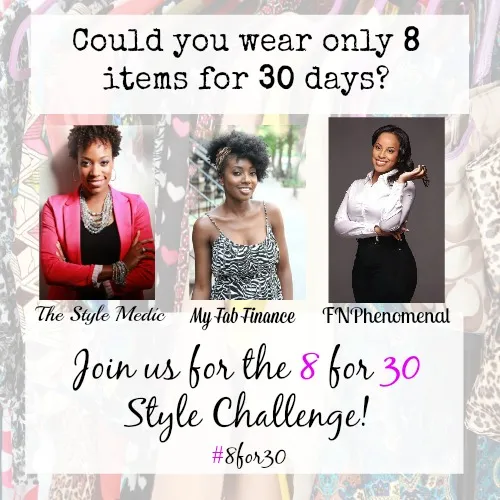 Could you wear only 8
items for 30 days?
The Style Medic
My Fab Finance
FNPhenomenal
Join us for the 8 for 30
Style Challenge!
#8for30